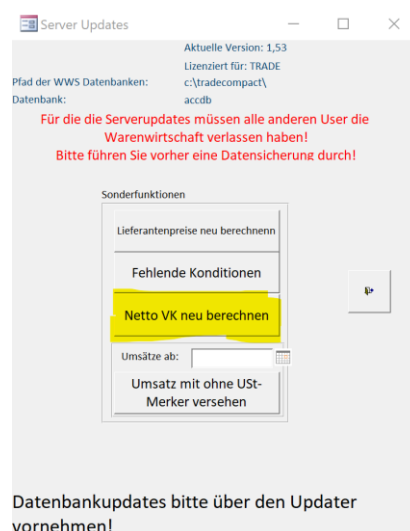 Server Updates
Aktuelle Version: 1,53
Lizenziert für: TRADE
Pfad der WWS Datenbanken: c:\tradecompact\
Datenbank: accdb
Für die die Serverupdates müssen alle anderen User die
Warenwirtschaft verlassen haben!
Bitte führen Sie vorher eine Datensicherung durch!
Sonderfunktionen
Lieferantenpreise neu berechnenn
Fehlende Konditionen
Netto VK neu berechnen
Umsätze ab:
Umsatz mit ohne USt-
Merker versehen
Datenbankupdates bitte über den Updater
vornehmen!